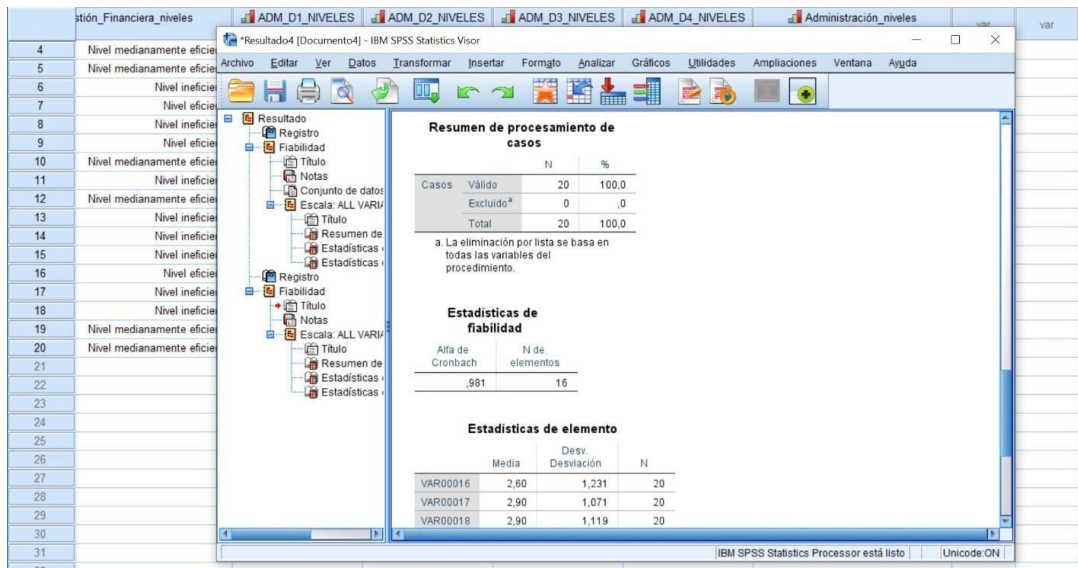 stión_Financiera_niveles ADM_D1_NIVELES ADM_D2_NIVELES ADM_D3_NIVELES ADM_D4_NIVELES Administración_niveles var var
*Resultado4 [Documento4] - IBM SPSS Statistics Visor
Archivo Editar Ver Datos Transformar Insertar Formato Analizar Gráficos Utilidades Ampliaciones Ventana Ayuda
4 Nivel medianamente eficie
5 Nivel medianamente eficie
6 Nivel ineficie
7 Nivel eficie
8 Nivel ineficie
9 Nivel eficie
10 Nivel medianamente eficie
11 Nivel ineficie
12 Nivel medianamente eficie
13 Nivel ineficie
14 Nivel ineficie
15 Nivel ineficie
16 Nivel eficie
17 Nivel ineficie
18 Nivel ineficie
19 Nivel medianamente eficie
20 Nivel medianamente eficie
21
22
23
24
25
26
27
28
29
30
31
Resultado
Registro
Fiabilidad
Título
Notas
Conjunto de datos
Escala: ALL VARIA
Título
Resumen de
Estadísticas
Estadísticas
Registro
Fiabilidad
Título
Notas
Escala: ALL VARIA
Título
Resumen de
Estadísticas
Estadísticas
Resumen de procesamiento de
casos
N %
Casos Válido 20 100,0
Excluidoª 0 ,0
Total 20 100,0
a. La eliminación por lista se basa en
todas las variables del
procedimiento.
Estadísticas de
fiabilidad
Alfa de N de
Cronbach elementos
,981 16
Estadísticas de elemento
Desv.
Media Desviación N
VAR00016 2,60 1,231 20
VAR00017 2,90 1,071 20
VAR00018 2,90 1,119 20
IBM SPSS Statistics Processor está listo Unicode:ON